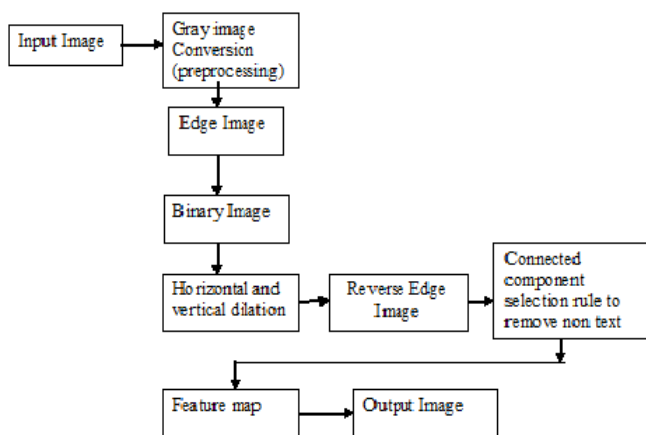 Input Image
Gray image
Conversion
(preprocessing)
Edge Image
Binary Image
Horizontal and
vertical dilation
Reverse Edge
Image
Connected
component
selection rule to
remove non text
Feature map
Output Image